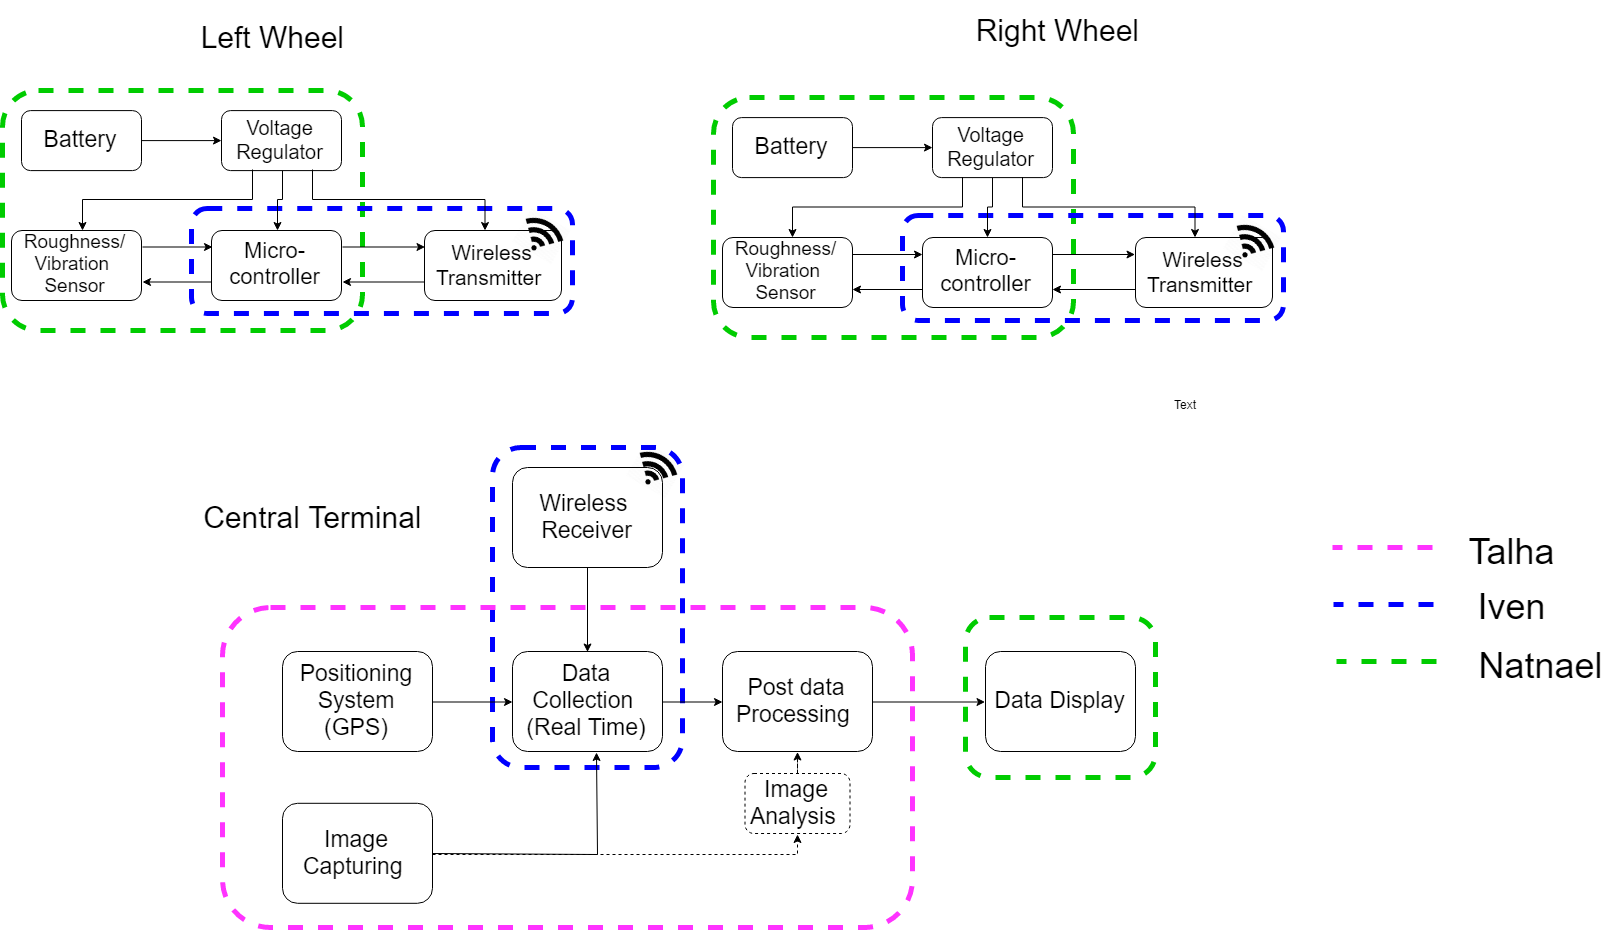 Left Wheel
Right Wheel
Battery
Voltage
Regulator
Roughness/
Vibration
Sensor
Micro-
controller
Wireless
Transmitter
Battery
Voltage
Regulator
Roughness/
Vibration
Sensor
Micro-
controller
Wireless
Transmitter
Text
Central Terminal
Wireless
Receiver
Positioning
System
(GPS)
Data
Collection
(Real Time)
Post data
Processing
Data Display
Image
Analysis
Image
Capturing
Talha
Iven
Natnael